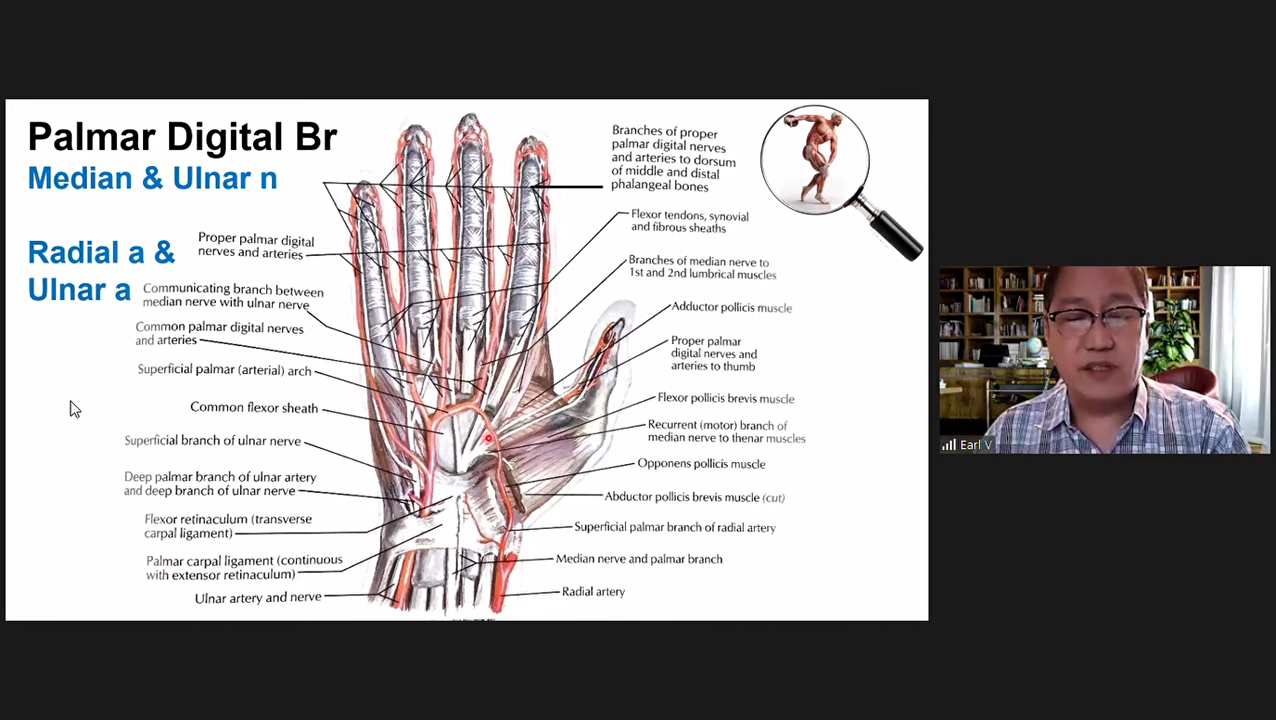 Palmar Digital Br
Median & Ulnar n
Radial a &
Ulnar a
Proper palmar digital
nerves and arteries
Communicating branch between
median nerve with ulnar nerve
Common palmar digital nerves
and arteries
Superficial palmar (arterial) arch
Common flexor sheath
Superficial branch of ulnar nerve
Deep palmar branch of ulnar artery
and deep branch of ulnar nerve
Flexor retinaculum (transverse
carpal ligament)
Palmar carpal ligament (continuous
with extensor retinaculum)
Ulnar artery and nerve
Branches of proper
palmar digital nerves
and arteries to dorsum
of middle and distal
phalangeal bones
Flexor tendons, synovial
and fibrous sheaths
Branches of median nerve to
1st and 2nd lumbrical muscles
Adductor pollicis muscle
Proper palmar
digital nerves and
arteries to thumb
Flexor pollicis brevis muscle
Recurrent (motor) branch of
median nerve to thenar muscles
Opponens pollicis muscle
Abductor pollicis brevis muscle (cut)
Superficial palmar branch of radial artery
Median nerve and palmar branch
Radial artery
Earl V